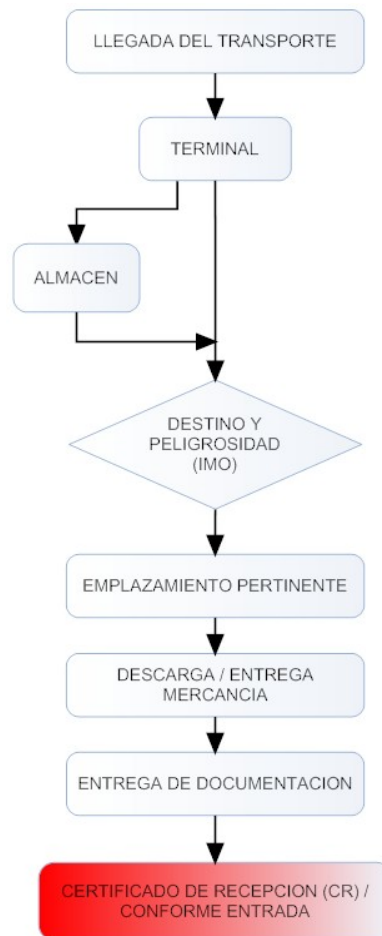 LLEGADA DEL TRANSPORTE
TERMINAL
ALMACEN
DESTINO Y
PELIGROSIDAD
(IMO)
EMPLAZAMIENTO PERTINENTE
DESCARGA / ENTREGA
MERCANCIA
ENTREGA DE DOCUMENTACION
CERTIFICADO DE RECEPCION (CR) /
CONFORME ENTRADA